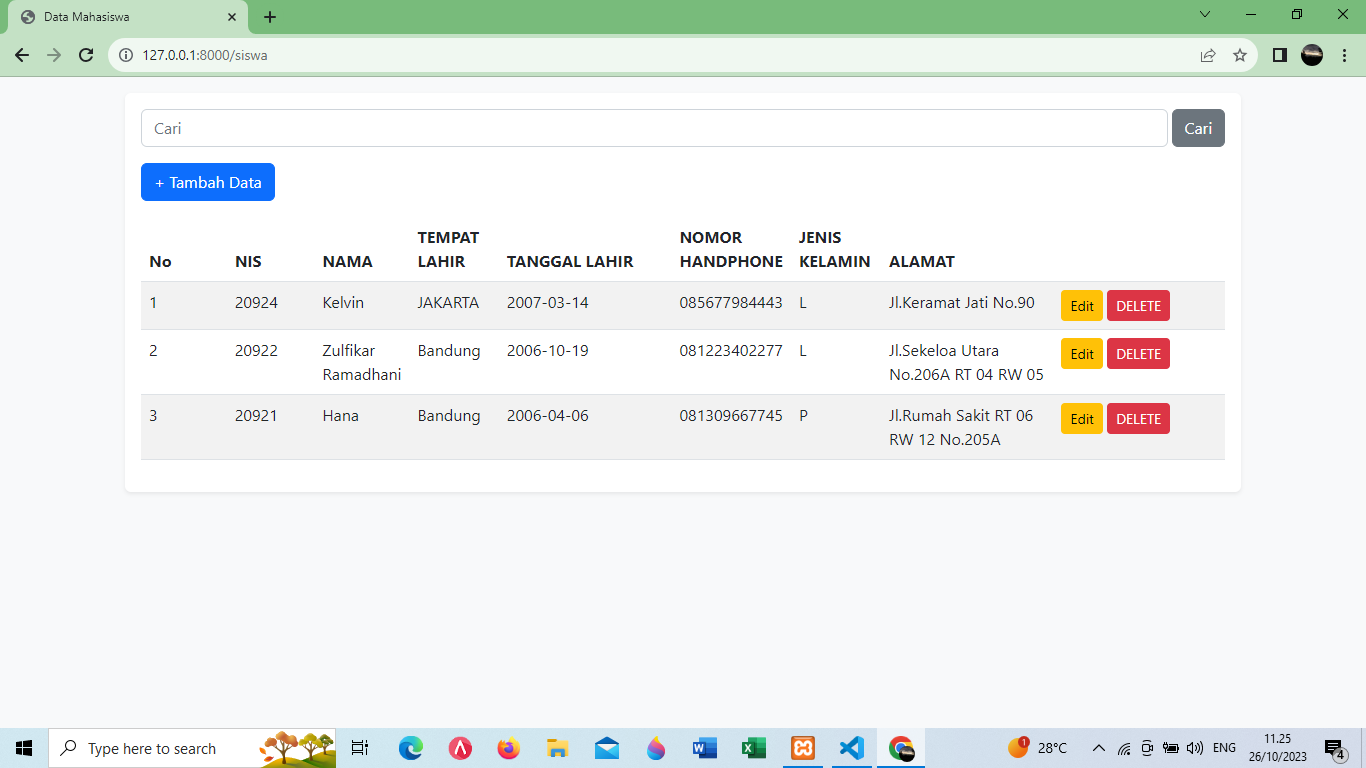 Data Mahasiswa
127.0.0.1:8000/siswa
Cari
Cari
+ Tambah Data
No
NIS
NAMA
TEMPAT
LAHIR
TANGGAL LAHIR
NOMOR
HANDPHONE
JENIS
KELAMIN
ALAMAT
1
20924
Kelvin
JAKARTA
2007-03-14
085677984443
L
Jl.Keramat Jati No.90
Edit
DELETE
2
20922
Zulfikar
Ramadhani
Bandung
2006-10-19
081223402277
L
Jl.Sekeloa Utara
No.206A RT 04 RW 05
Edit
DELETE
3
20921
Hana
Bandung
2006-04-06
081309667745
P
Jl.Rumah Sakit RT 06
RW 12 No.205A
Edit
DELETE
Type here to search
1
28°C
ENG
11.25
26/10/2023
4